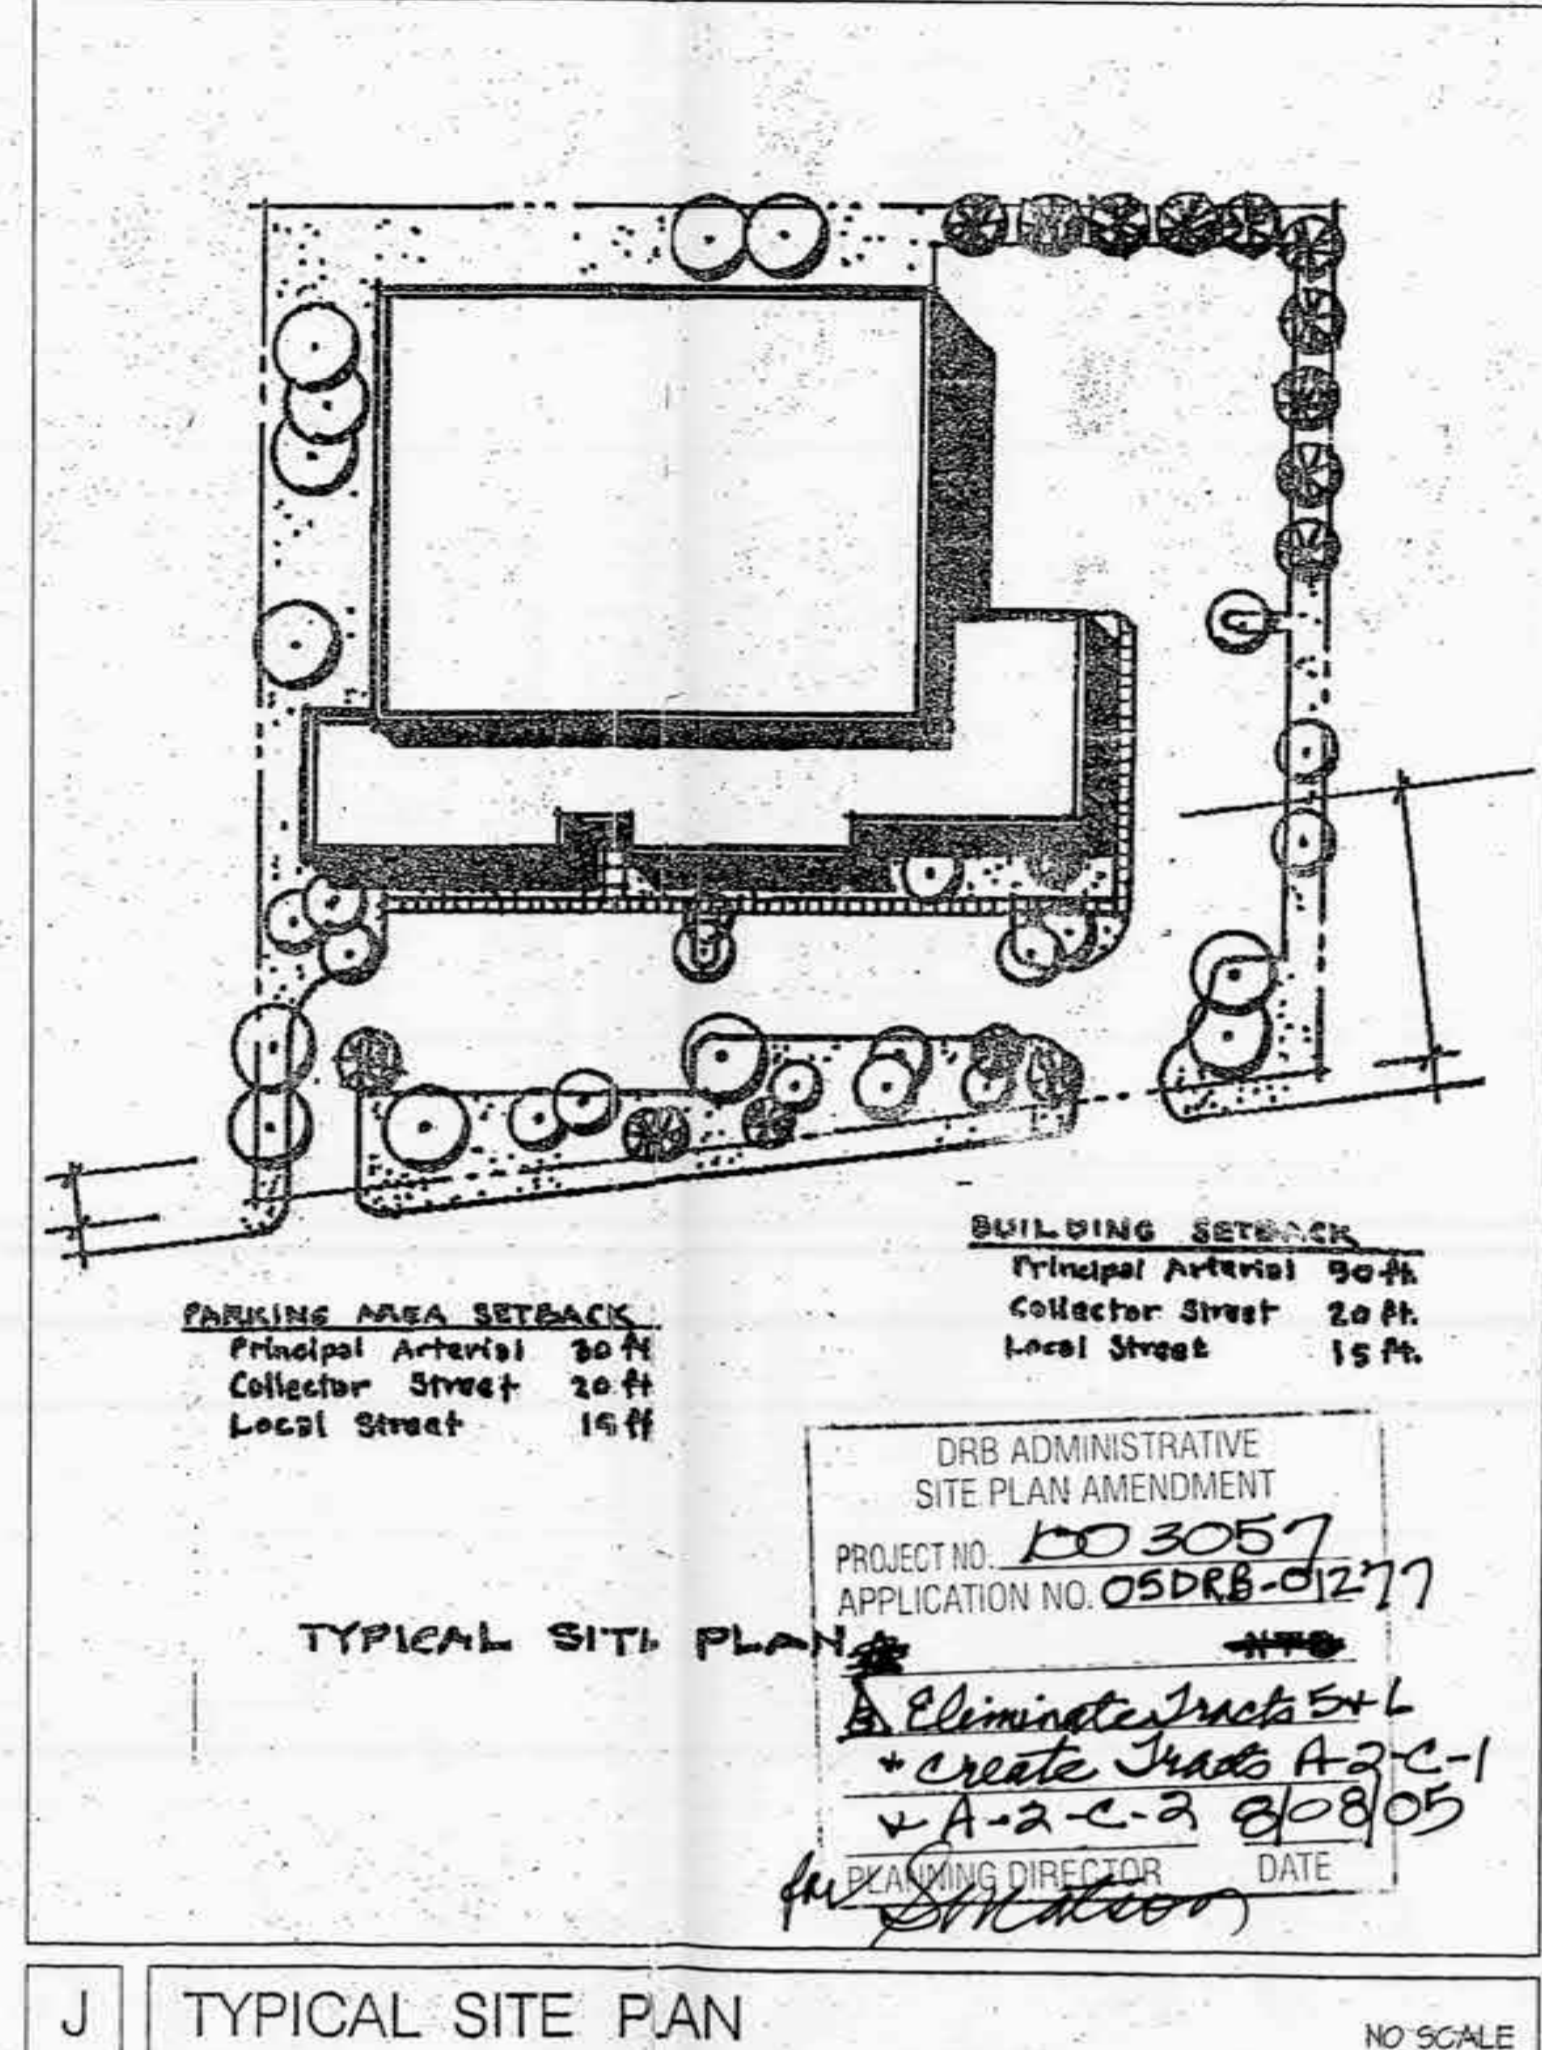 BUILDING SETBACK
Principal Arterial
Collector Street 20 ft.
Local Street 15 ft.
PARKING AREA SETBACK
Principal Arterial 30 ft
Collector Street 20 ft
Local Street 15 ft
DRB ADMINISTRATIVE
SITE PLAN AMENDMENT
PROJECT NO. 1003057
APPLICATION NO. 05DRB-01277
TYPICAL SITE PLAN
Eliminate Tracts 5+L
+ create Tracts A-2-C-1
+ A-2-C-2 8/08/05
PLANNING DIRECTOR DATE
for
J TYPICAL SITE PLAN NO SCALE